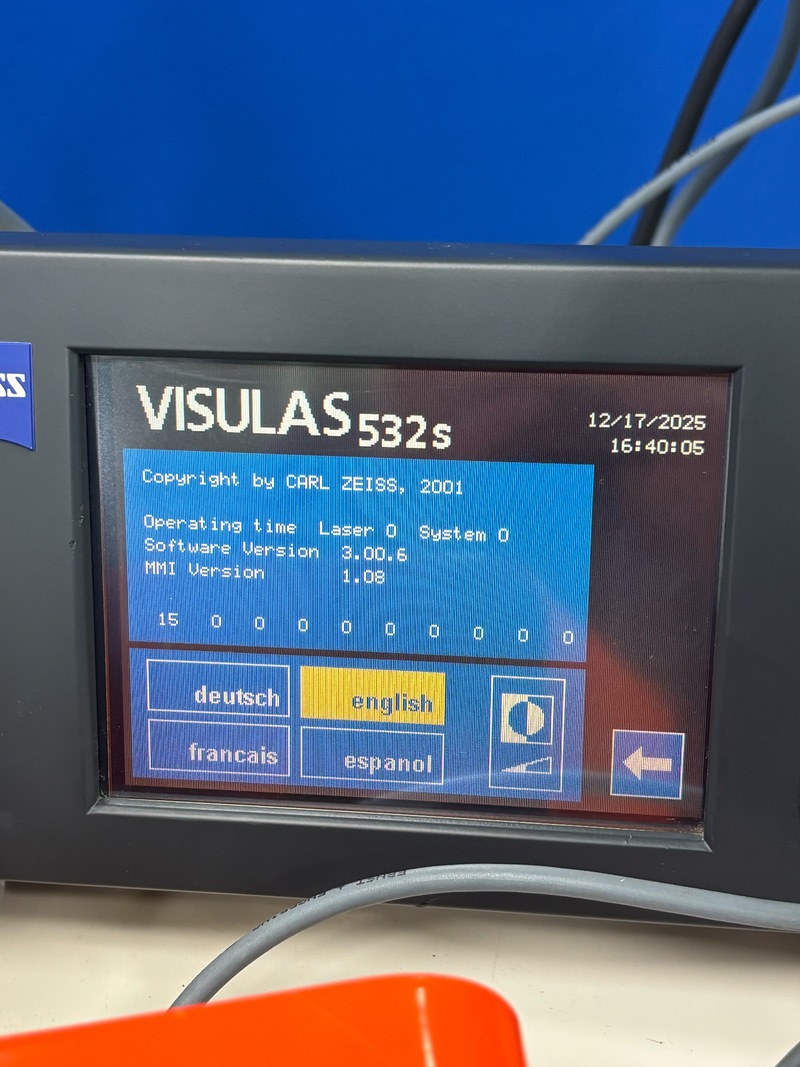 VISULAS 532s
12/17/2025
16:40:05
Copyright by CARL ZEISS, 2001
Operating time Laser 0 System 0
Software Version 3.00.6
MMI Version 1.08
15 0 0 0 0 0 0 0 0 0
deutsch english
francais espanol